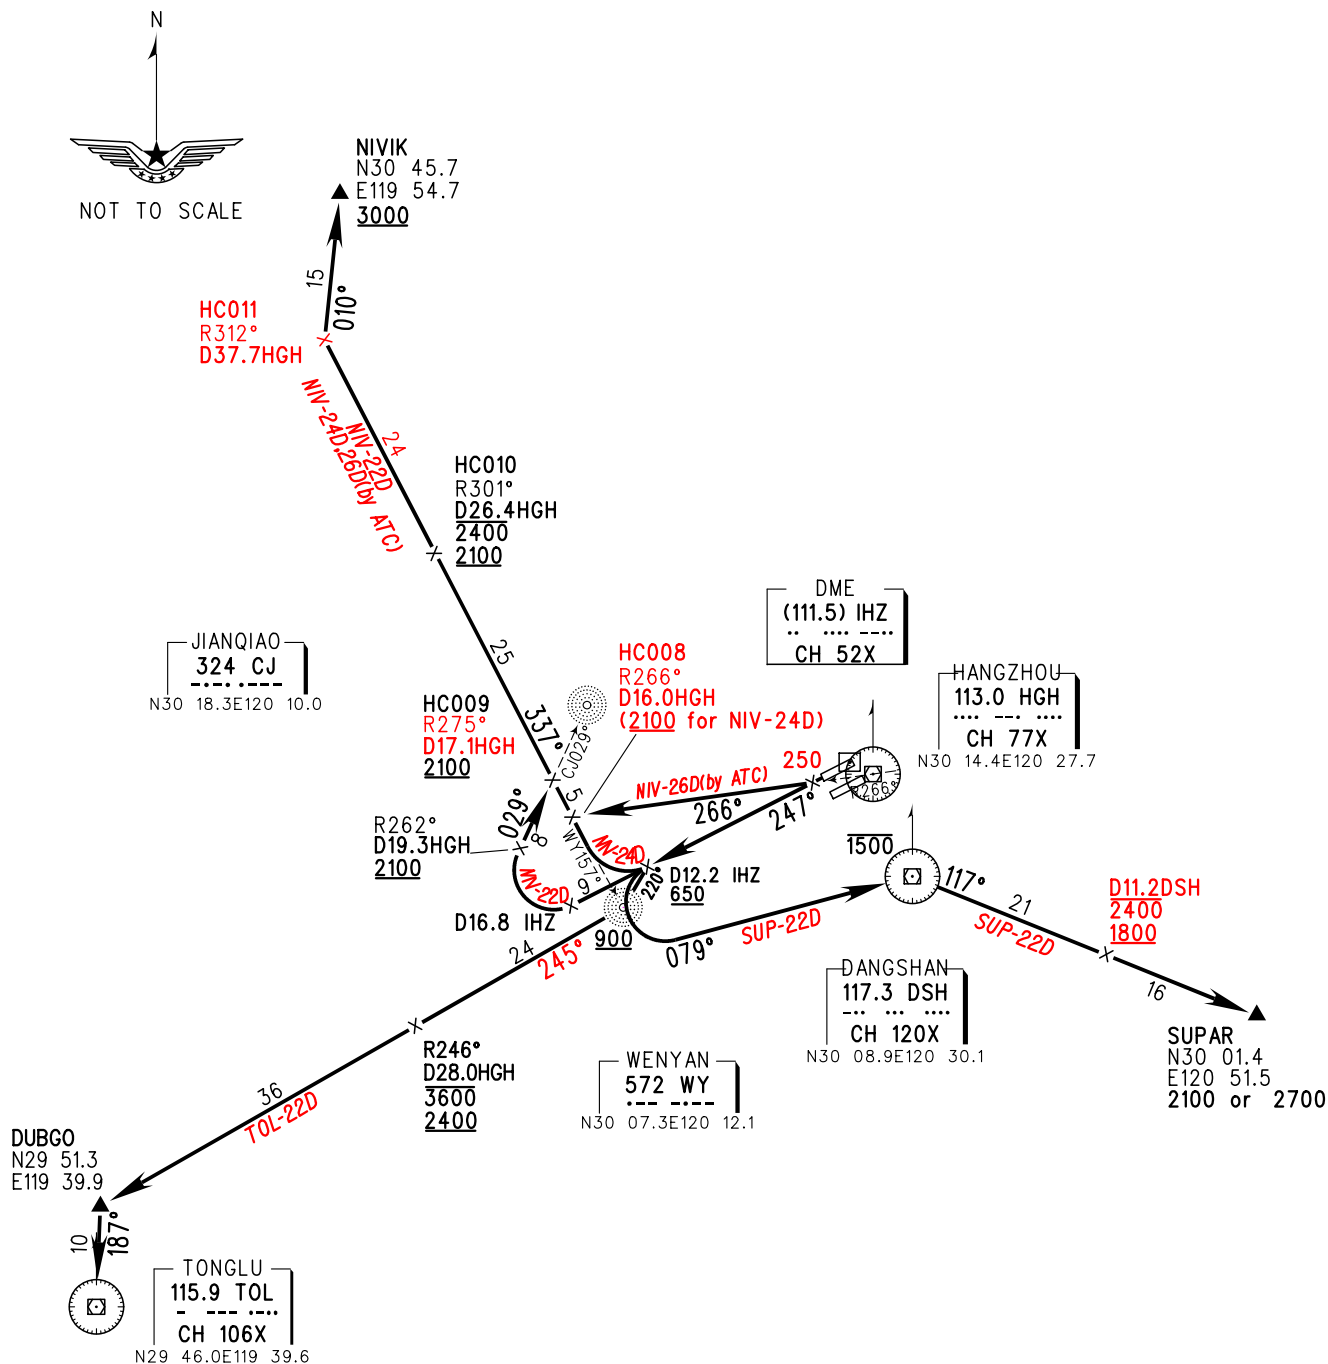 N
NOT TO SCALE
NIVIK
N30 45.7
E119 54.7
3000
15
010°
HC011
R312°
D37.7HGH
24
NIV-22D
NIV-24D,26D(by ATC)
HC010
R301°
D26.4HGH
2400
2100
JIANQIAO
324 CJ
N30 18.3E120 10.0
25
337°
HC009
R275°
D17.1HGH
2100
CJ029°
HC008
R266°
D16.0HGH
(2100 for NIV-24D)
DME
(111.5) IHZ
CH 52X
HANGZHOU
113.0 HGH
CH 77X
N30 14.4E120 27.7
250
R266°
NIV-26D(by ATC)
266°
247°
5
029°
8
R262°
D19.3HGH
2100
WY157°
NIV-24D
NIV-22D
9
220°
D12.2 IHZ
650
D16.8 IHZ
900
24
245°
079°
SUP-22D
1500
117°
21
SUP-22D
D11.2DSH
2400
1800
16
DANGSHAN
117.3 DSH
CH 120X
N30 08.9E120 30.1
SUPAR
N30 01.4
E120 51.5
2100 or 2700
R246°
D28.0HGH
3600
2400
WENYAN
572 WY
N30 07.3E120 12.1
36
TOL-22D
DUBGO
N29 51.3
E119 39.9
10
187°
TONGLU
115.9 TOL
CH 106X
N29 46.0E119 39.6